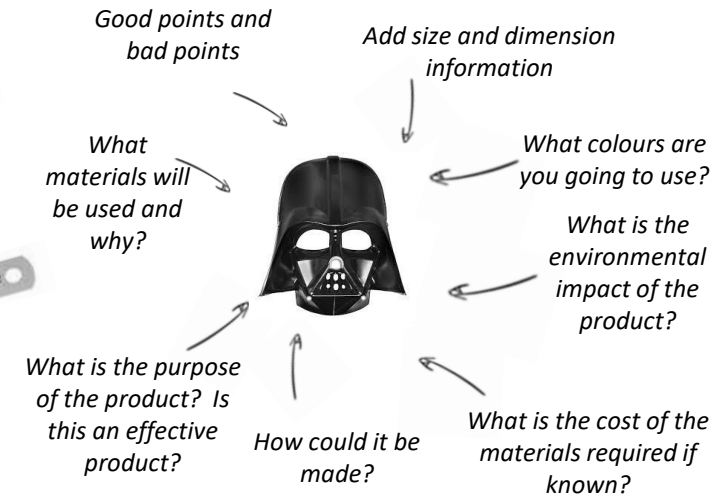 Good points and
bad points
Add size and dimension
information
What
materials will
be used and
why?
What colours are
you going to use?
What is the
environmental
impact of the
product?
What is the purpose
of the product?  Is
this an effective
product?
How could it be
made?
What is the cost of the
materials required if
known?